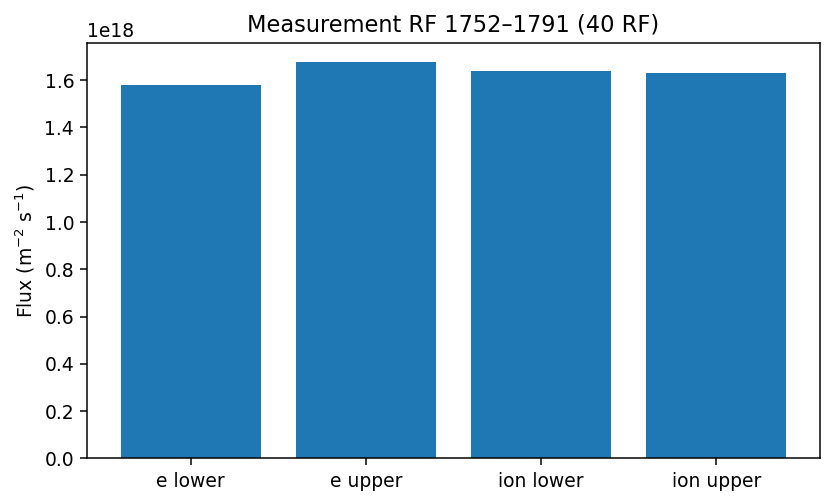 Measurement RF 1752–1791 (40 RF)
1e18
1.6
1.4
1.2
1.0
0.8
0.6
0.4
0.2
0.0
Flux (m⁻² s⁻¹)
e lower
e upper
ion lower
ion upper